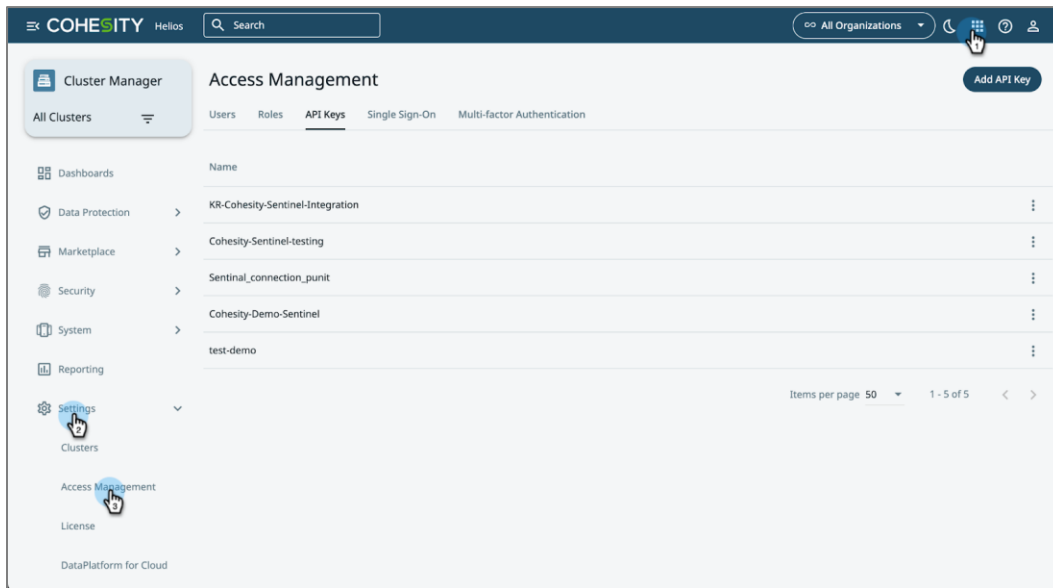 COHESITY Helios Search All Organizations
1
Cluster Manager
All Clusters
Dashboards
Data Protection
Marketplace
Security
System
Reporting
Settings
2
Clusters
Access Management
3
License
DataPlatform for Cloud
Access Management
Add API Key
Users Roles API Keys Single Sign-On Multi-factor Authentication
Name
KR-Cohesity-Sentinel-Integration
Cohesity-Sentinel-testing
Sentinal_connection_punit
Cohesity-Demo-Sentinel
test-demo
Items per page 50 1 - 5 of 5